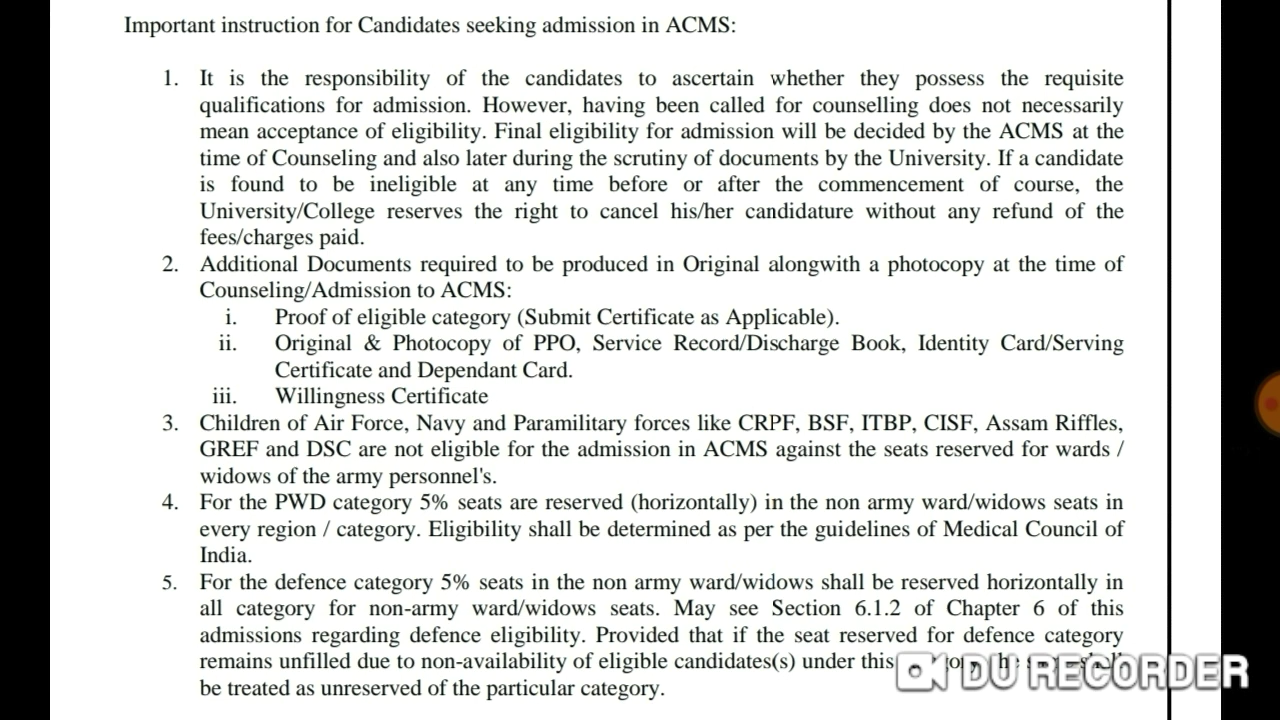 Important instruction for Candidates seeking admission in ACMS:
1. It is the responsibility of the candidates to ascertain whether they possess the requisite
qualifications for admission. However, having been called for counselling does not necessarily
mean acceptance of eligibility. Final eligibility for admission will be decided by the ACMS at the
time of Counseling and also later during the scrutiny of documents by the University. If a candidate
is found to be ineligible at any time before or after the commencement of course, the
University/College reserves the right to cancel his/her candidature without any refund of the
fees/charges paid.
2. Additional Documents required to be produced in Original alongwith a photocopy at the time of
Counseling/Admission to ACMS:
i. Proof of eligible category (Submit Certificate as Applicable).
ii. Original & Photocopy of PPO, Service Record/Discharge Book, Identity Card/Serving
Certificate and Dependant Card.
iii. Willingness Certificate
3. Children of Air Force, Navy and Paramilitary forces like CRPF, BSF, ITBP, CISF, Assam Riffles,
GREF and DSC are not eligible for the admission in ACMS against the seats reserved for wards /
widows of the army personnel's.
4. For the PWD category 5% seats are reserved (horizontally) in the non army ward/widows seats in
every region / category. Eligibility shall be determined as per the guidelines of Medical Council of
India.
5. For the defence category 5% seats in the non army ward/widows shall be reserved horizontally in
all category for non-army ward/widows seats. May see Section 6.1.2 of Chapter 6 of this
admissions regarding defence eligibility. Provided that if the seat reserved for defence category
remains unfilled due to non-availability of eligible candidates(s) under this
be treated as unreserved of the particular category.
DU RECORDER